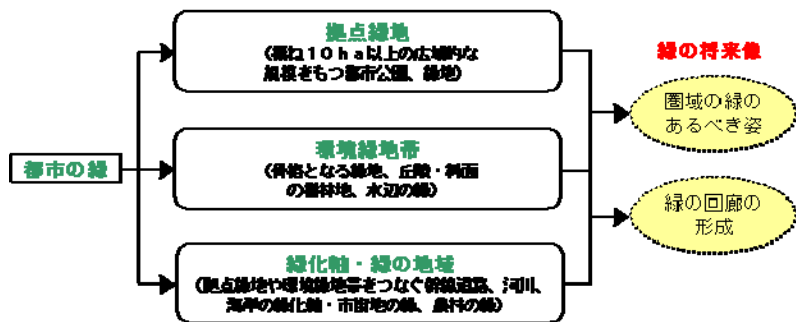 拠点緑地
(概ね10ha以上の広域的な
規模をもつ都市公園、緑地)
緑の将来像
圏域の緑の
あるべき姿
環境緑地帯
(骨格となる緑地、丘陵・斜面
の樹林地、水辺の緑)
都市の緑
緑の回廊の
形成
緑化軸・緑の地域
(拠点緑地や環境緑地帯をつなぐ幹線道路、河川、
海岸の緑化軸・市街地の緑、農村の緑)